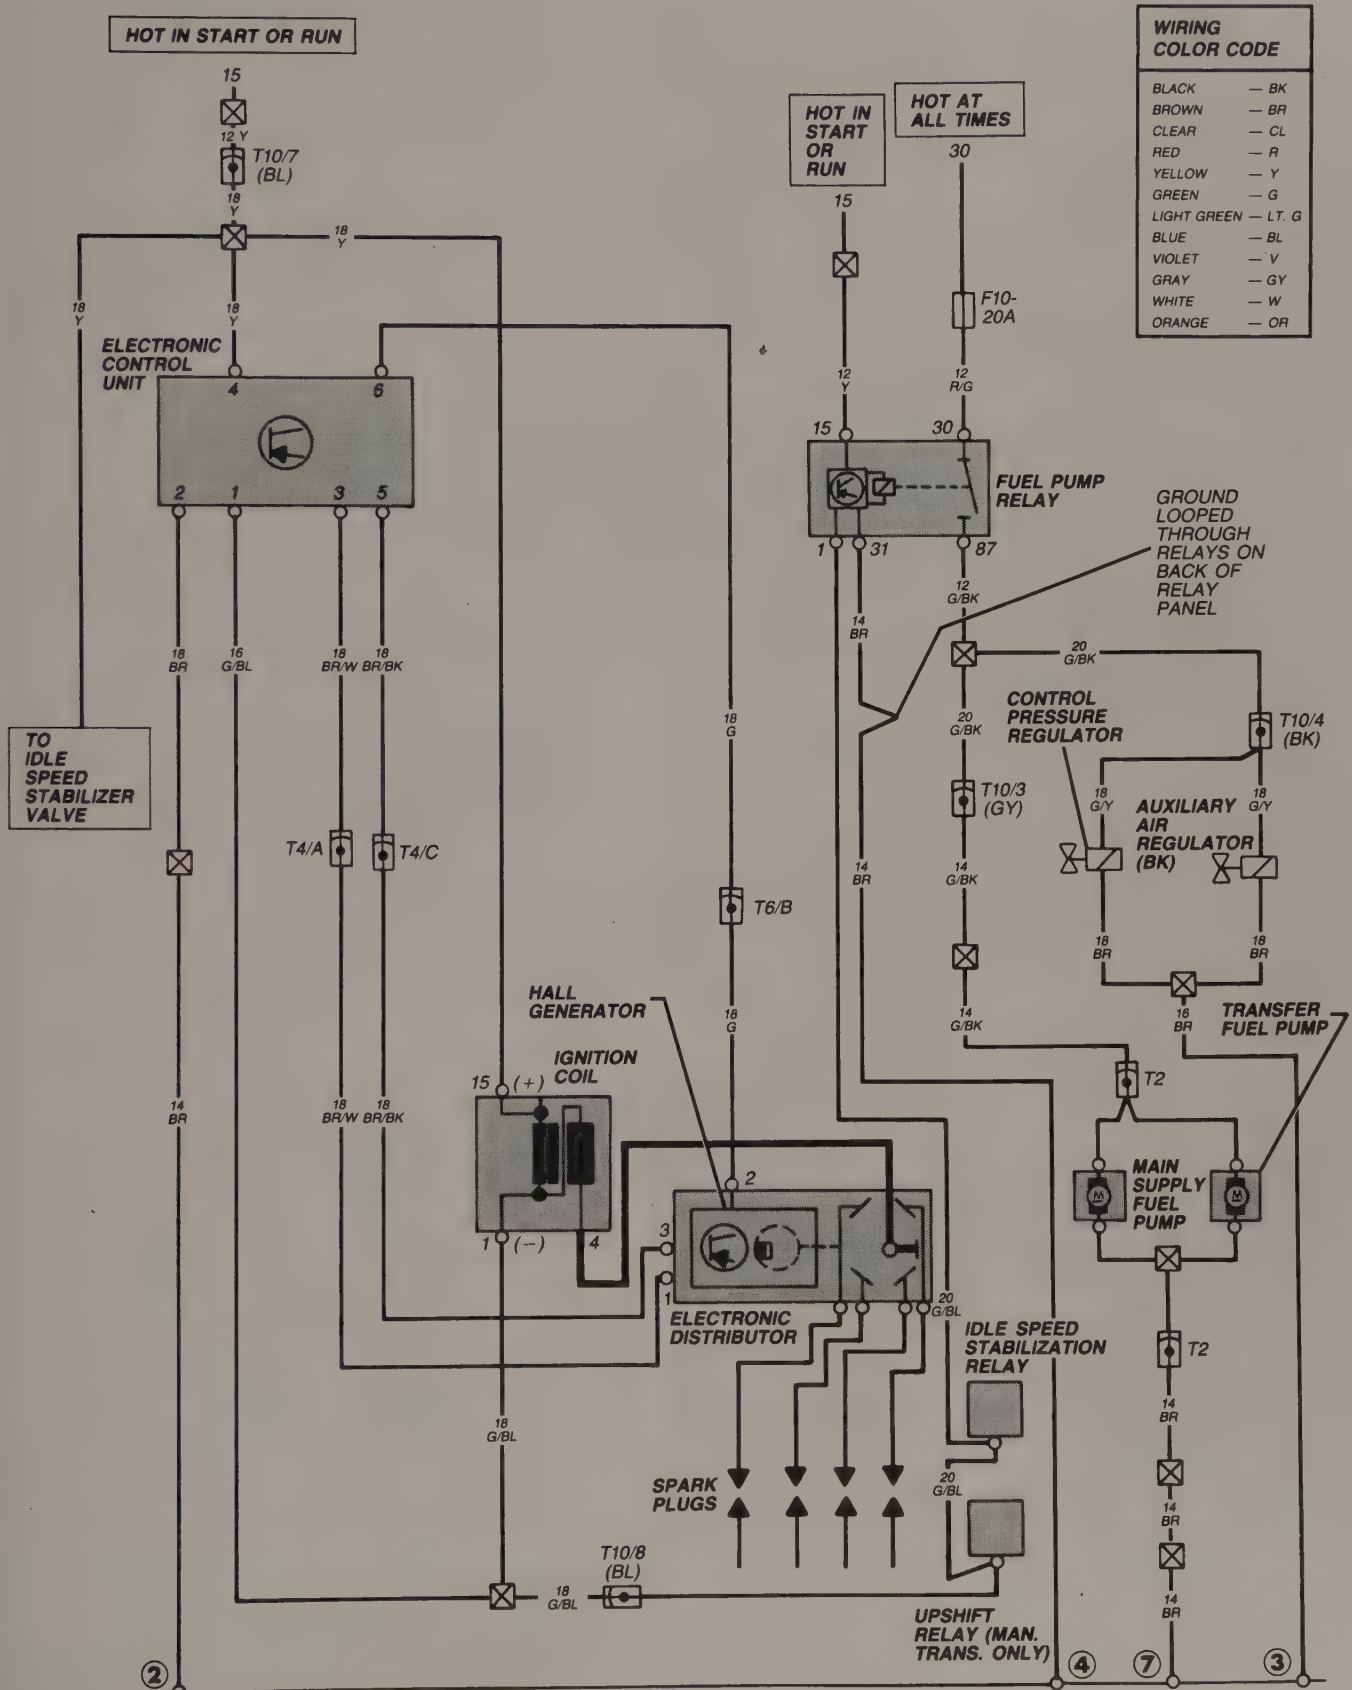 HOT IN START OR RUN
15
12 Y
T10/7
(BL)
18
Y
18
Y
18
Y
18
Y
ELECTRONIC
CONTROL
UNIT
4
6
2
1
3
5
18
BR
16
G/BL
18
BR/W
18
BR/BK
TO
IDLE
SPEED
STABILIZER
VALVE
T4/A
T4/C
18
G
T6/B
18
G
14
BR
18
BR/W
18
BR/BK
HALL
GENERATOR
IGNITION
COIL
15
(+)
1
(-)
4
2
3
1
ELECTRONIC
DISTRIBUTOR
18
G/BL
SPARK
PLUGS
T10/8
(BL)
18
G/BL
2
HOT IN
START
OR
RUN
15
HOT AT
ALL TIMES
30
F10-
20A
12
Y
12
R/G
15
30
FUEL PUMP
RELAY
1
31
87
GROUND
LOOPED
THROUGH
RELAYS ON
BACK OF
RELAY
PANEL
14
BR
12
G/BK
20
G/BK
CONTROL
PRESSURE
REGULATOR
20
G/BK
T10/4
(BK)
T10/3
(GY)
18
G/Y
18
G/Y
AUXILIARY
AIR
REGULATOR
(BK)
14
BR
14
G/BK
18
BR
18
BR
14
G/BK
16
BR
TRANSFER
FUEL PUMP
T2
MAIN
SUPPLY
FUEL
PUMP
M
M
20
G/BL
IDLE SPEED
STABILIZATION
RELAY
T2
14
BR
20
G/BL
14
BR
14
BR
UPSHIFT
RELAY (MAN.
TRANS. ONLY)
4
7
3
WIRING
COLOR CODE
BLACK — BK
BROWN — BR
CLEAR — CL
RED — R
YELLOW — Y
GREEN — G
LIGHT GREEN — LT. G
BLUE — BL
VIOLET — V
GRAY — GY
WHITE — W
ORANGE — OR